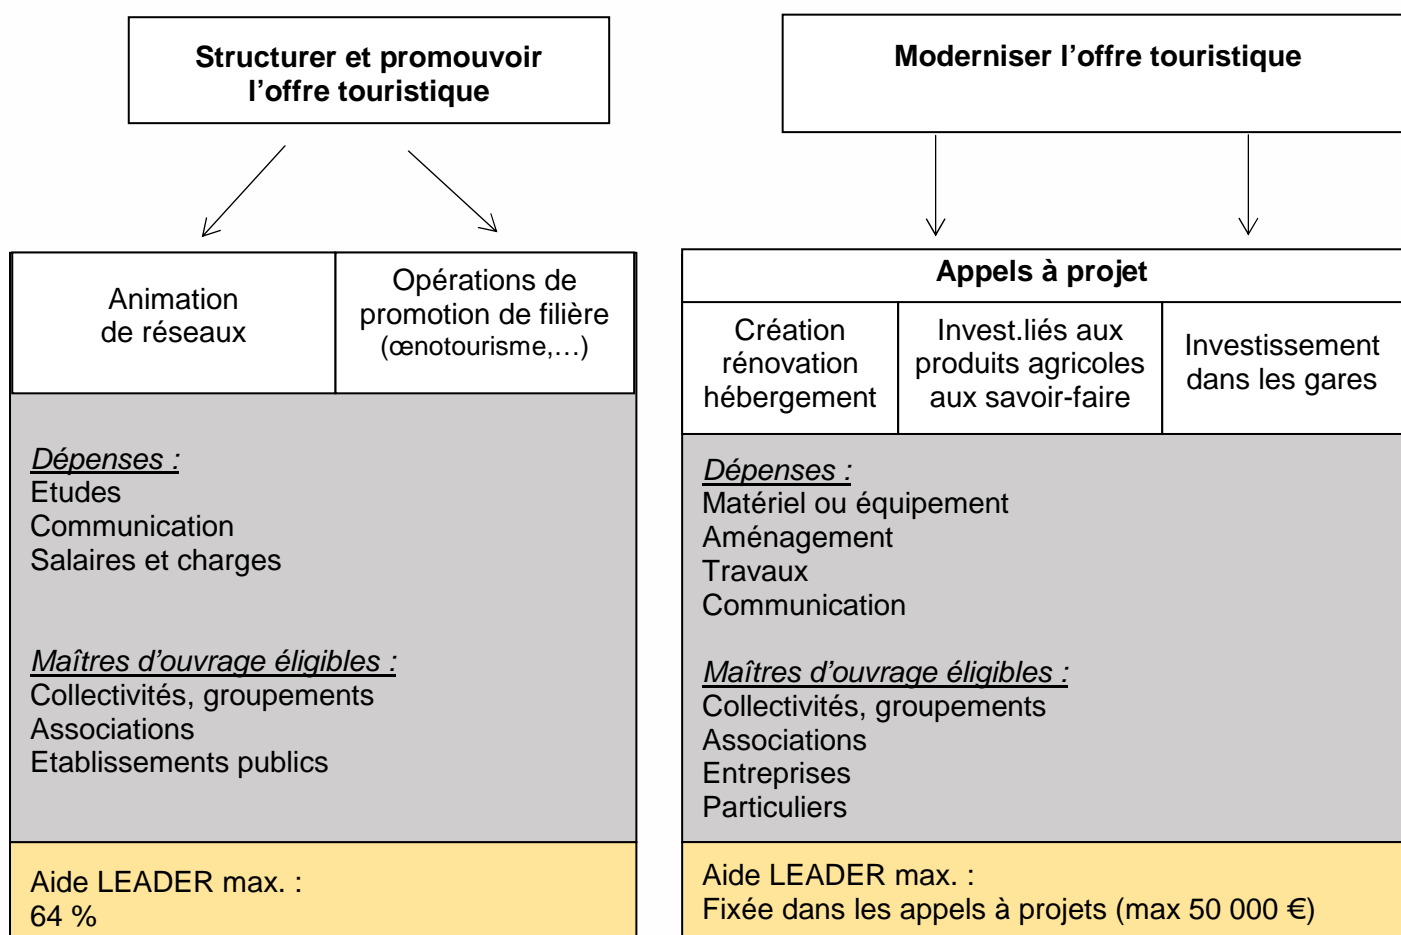 Structurer et promouvoir
l'offre touristique
Animation
de réseaux
Opérations de
promotion de filière
(œnotourisme,…)
Dépenses :
Etudes
Communication
Salaires et charges
Maîtres d'ouvrage éligibles :
Collectivités, groupements
Associations
Etablissements publics
Aide LEADER max. :
64 %
Moderniser l'offre touristique
Appels à projet
Création
rénovation
hébergement
Invest.liés aux
produits agricoles
aux savoir-faire
Investissement
dans les gares
Dépenses :
Matériel ou équipement
Aménagement
Travaux
Communication
Maîtres d'ouvrage éligibles :
Collectivités, groupements
Associations
Entreprises
Particuliers
Aide LEADER max. :
Fixée dans les appels à projets (max 50 000 €)